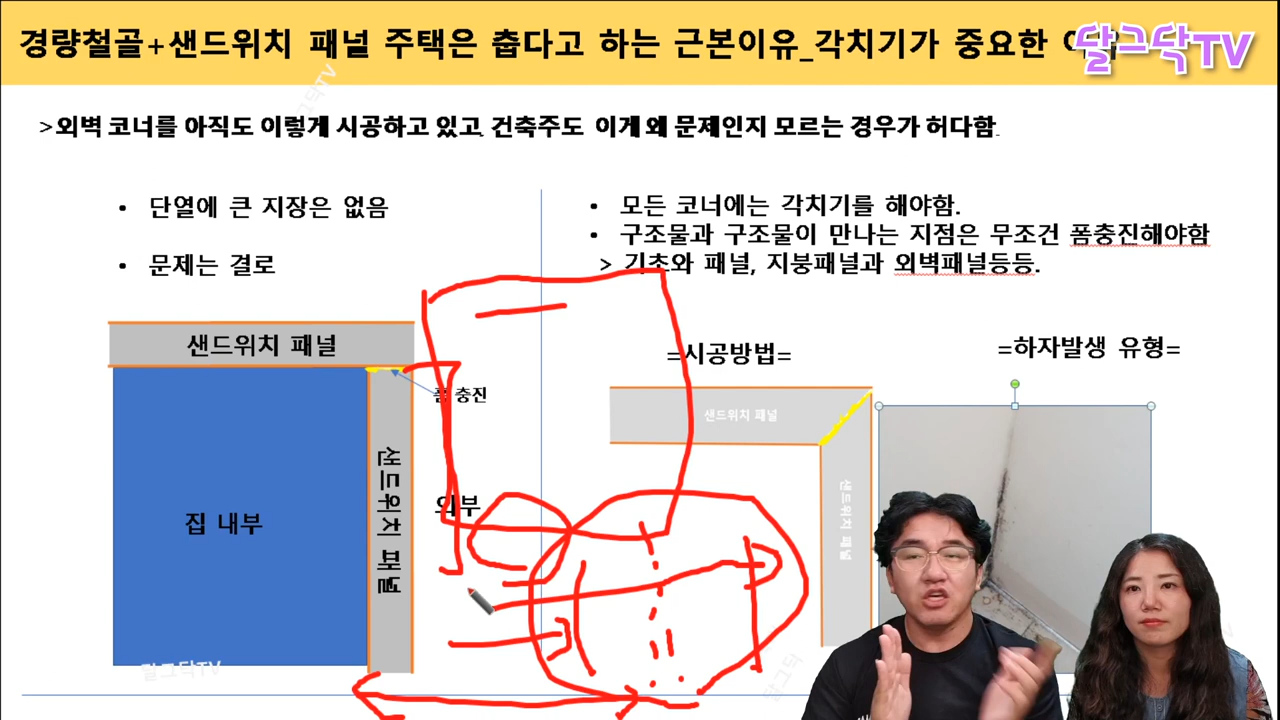 경량철골+샌드위치 패널 주택은 춥다고 하는 근본이유_각치기가 중요한
달그닥TV
>외벽 코너를 아직도 이렇게 시공하고 있고. 건축주도 이게 왜 문제인지 모르는 경우가 허다함.
• 단열에 큰 지장은 없음
• 문제는 결로
• 모든 코너에는 각치기를 해야함.
• 구조물과 구조물이 만나는 지점은 무조건 폼충진해야함
> 기초와 패널, 지붕패널과 외벽패널등등.
샌드위치 패널
폼 충진
샌드위치 패널
집 내부
외부
=시공방법=
샌드위치 패널
샌드위치 패널
=하자발생 유형=
달그닥TV
달그닥